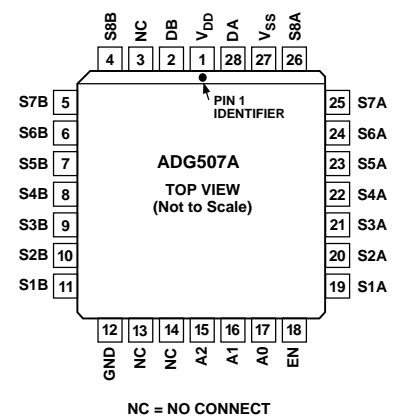 S8B NC DB VDD DA VSS S8A
4 3 2 1 28 27 26
PIN 1
IDENTIFIER
S7B 5
S6B 6
S5B 7
S4B 8
S3B 9
S2B 10
S1B 11
ADG507A
TOP VIEW
(Not to Scale)
25 S7A
24 S6A
23 S5A
22 S4A
21 S3A
20 S2A
19 S1A
12 13 14 15 16 17 18
GND NC NC A2 A1 A0 EN
NC = NO CONNECT